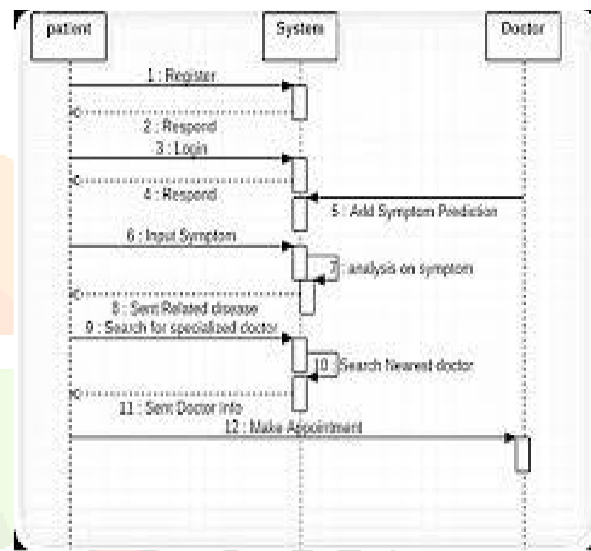 patient
System
Doctor
1 : Register
2 : Respond
3 : Login
4 : Respond
5 : Add Symptom Prediction
6 : Input Symptom
7 : analysis on symptom
8 : Sent Related disease
9 : Search for specialized doctor
10 : Search Nearest doctor
11 : Sent Doctor Info
12 : Make Appointment